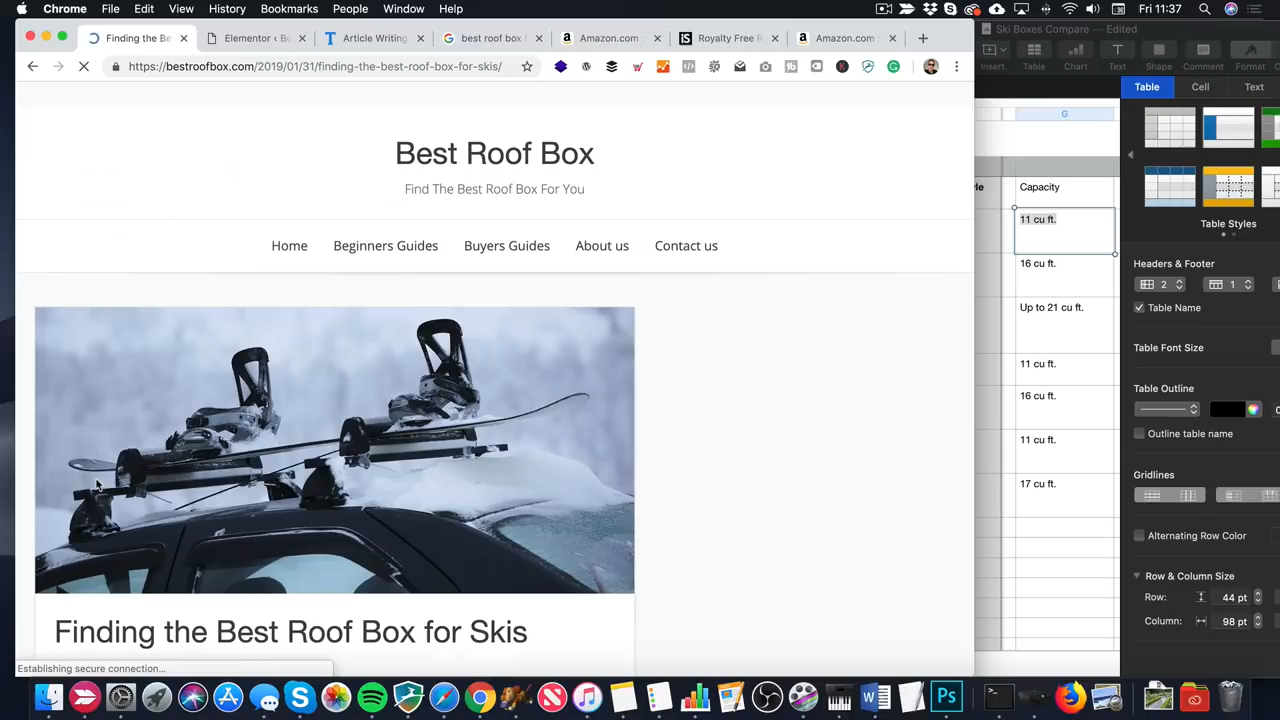 Chrome File Edit View History Bookmarks People Window Help
Fri 11:37
Finding the Be
Elementor ‹ B
Article Writing
best roof box
Amazon.com
Royalty Free
Amazon.com
Ski Boxes Compare — Edited
https://bestroofbox.com/2019/01/31/finding-the-best-roof-box-for-skis/
Insert Table Chart Text Shape Comment Format
Best Roof Box
Find The Best Roof Box For You
Home Beginners Guides Buyers Guides About us Contact us
Finding the Best Roof Box for Skis
Establishing secure connection...
G
Capacity
11 cu ft.
16 cu ft.
Up to 21 cu ft.
11 cu ft.
16 cu ft.
11 cu ft.
17 cu ft.
Table Cell Text
Table Styles
Headers & Footer
2 1
Table Name
Table Font Size
Table Outline
Outline table name
Gridlines
Alternating Row Color
Row & Column Size
Row: 44 pt
Column: 98 pt
Ps